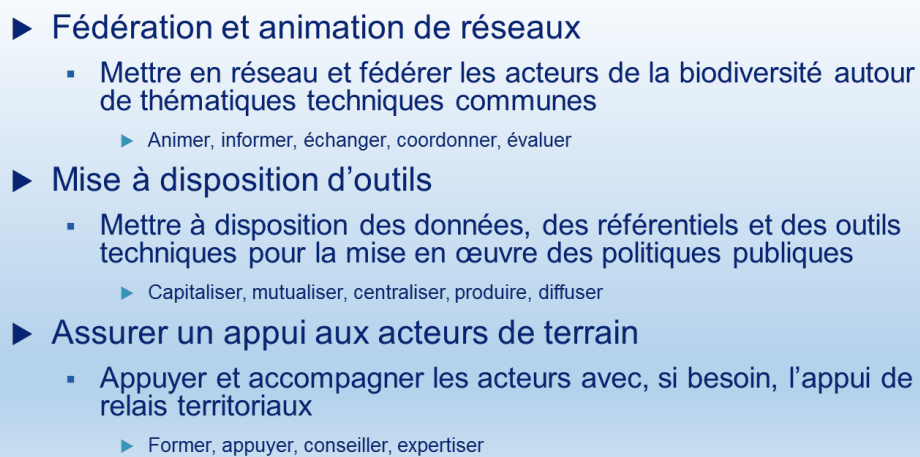 Fédération et animation de réseaux
Mettre en réseau et fédérer les acteurs de la biodiversité autour
de thématiques techniques communes
Animer, informer, échanger, coordonner, évaluer
Mise à disposition d'outils
Mettre à disposition des données, des référentiels et des outils
techniques pour la mise en œuvre des politiques publiques
Capitaliser, mutualiser, centraliser, produire, diffuser
Assurer un appui aux acteurs de terrain
Appuyer et accompagner les acteurs avec, si besoin, l'appui de
relais territoriaux
Former, appuyer, conseiller, expertiser